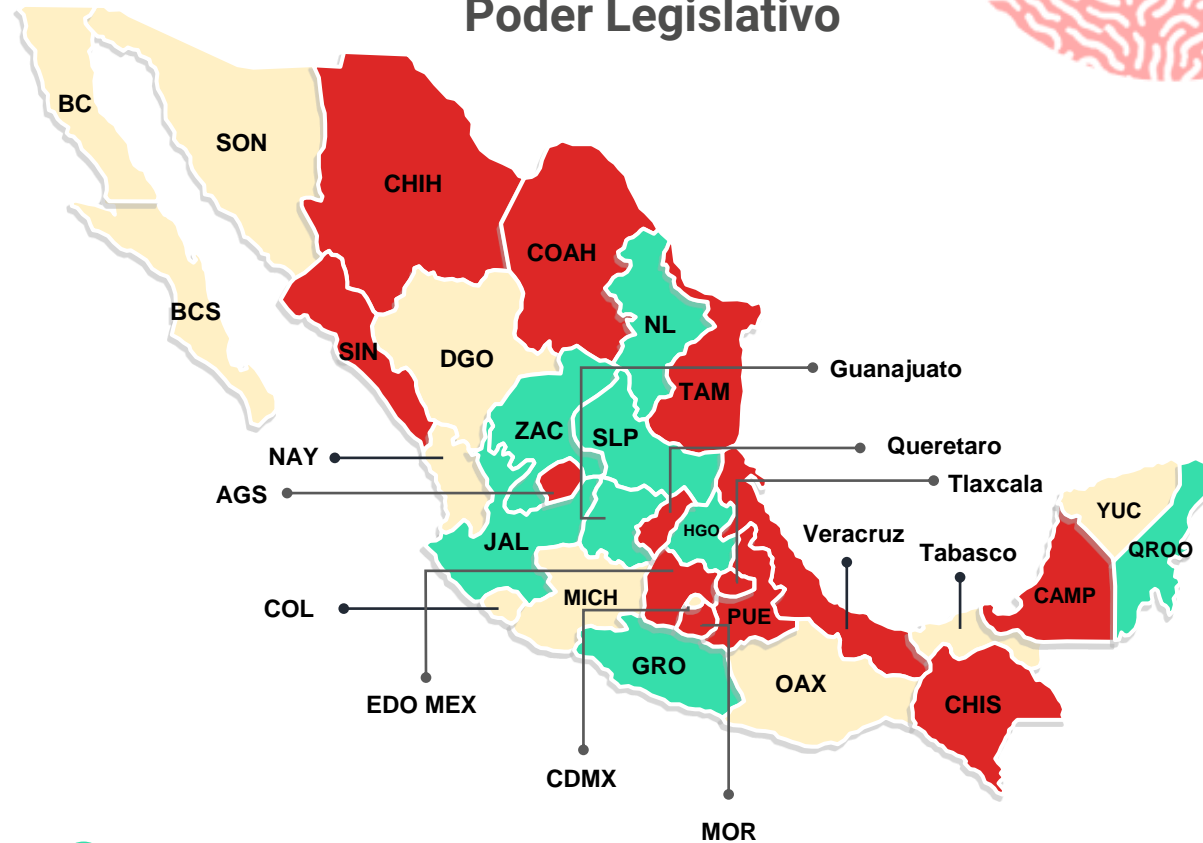 Poder Legislativo
BC
SON
CHIH
COAH
BCS
NL
SIN
DGO
Guanajuato
TAM
ZAC
SLP
Queretaro
NAY
Tlaxcala
AGS
YUC
HGO
Veracruz
JAL
QROO
Tabasco
MICH
CAMP
COL
PUE
GRO
OAX
EDO MEX
CHIS
CDMX
MOR